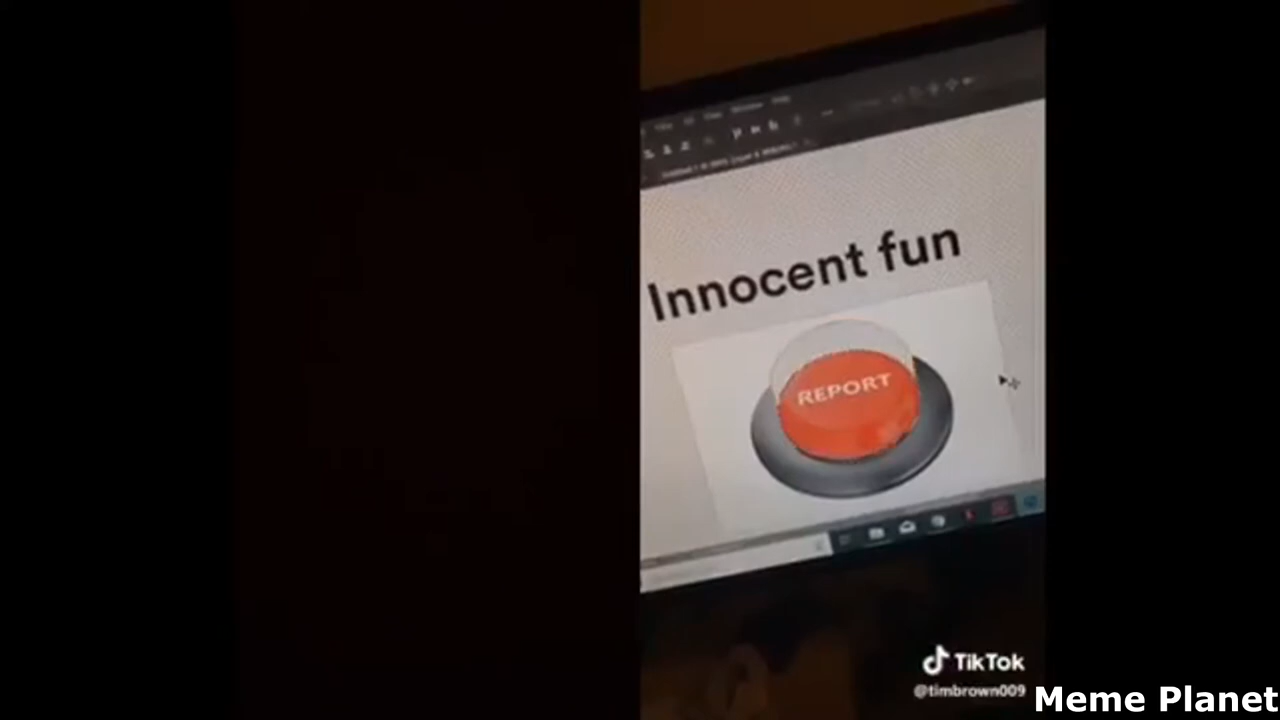 Innocent fun
REPORT
TikTok
@timbrown009
Meme Planet